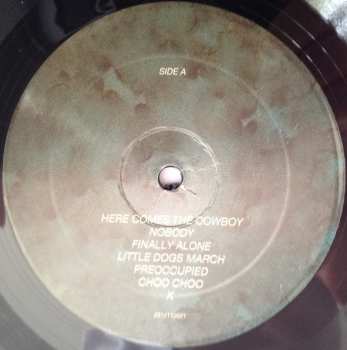 SIDE A
HERE COMES THE COWBOY
NOBODY
FINALLY ALONE
LITTLE DOGS MARCH
PREOCCUPIED
CHOO CHOO
K